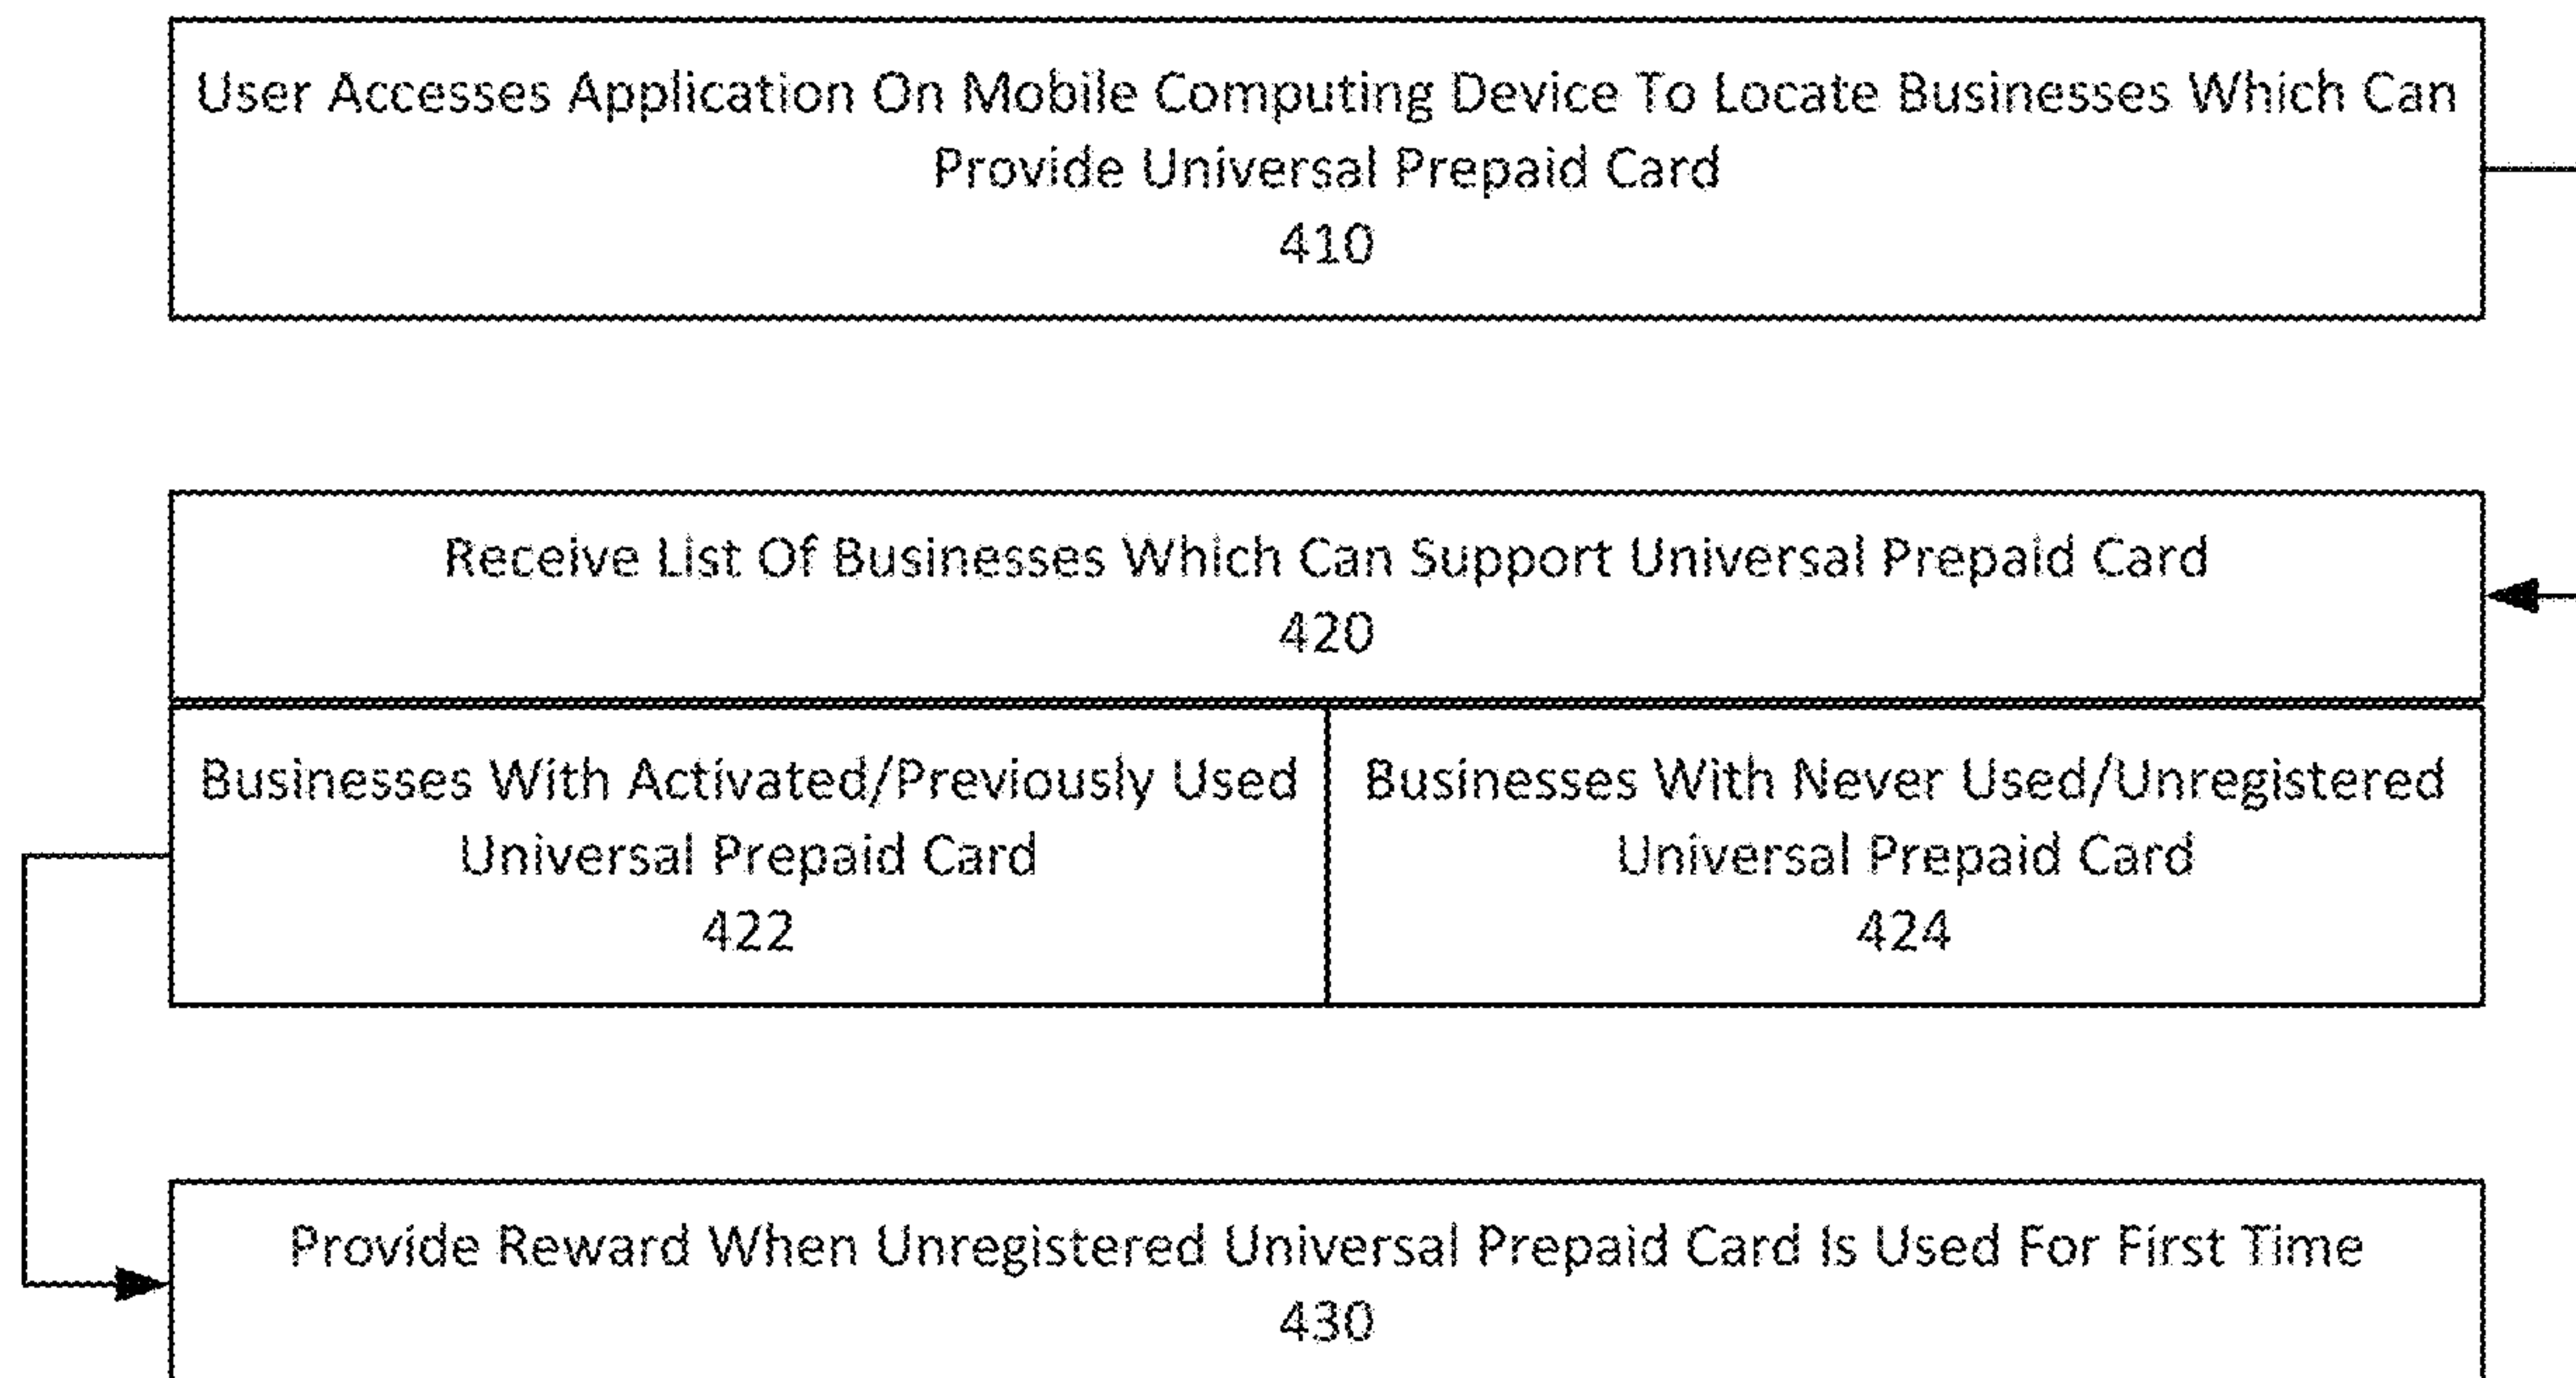 User Accesses Application On Mobile Computing Device To Locate Businesses Which Can
Provide Universal Prepaid Card
410
Receive List Of Businesses Which Can Support Universal Prepaid Card
420
Businesses With Activated/Previously Used
Universal Prepaid Card
422
Businesses With Never Used/Unregistered
Universal Prepaid Card
424
Provide Reward When Unregistered Universal Prepaid Card Is Used For First Time
430